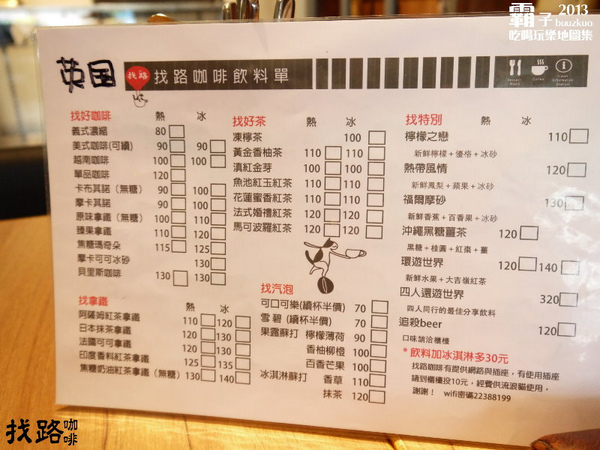 霸子 2013
buuzkuo
吃喝玩樂地圖集
英国 找路 找路咖啡飲料單
找好咖啡 熱 冰
義式濃縮 80
美式咖啡(可續) 90 90
越南咖啡 100 100
單品咖啡 120
卡布其諾（無糖） 90 100
摩卡其諾 90 100
原味拿鐵（無糖） 100 110
臻果拿鐵 110 120
焦糖瑪奇朵 115 125
摩卡可可冰砂 130
貝里斯咖啡 130 130
找拿鐵 熱 冰
阿薩姆紅茶拿鐵 110 120
日本抹茶拿鐵 110 120
法國可可拿鐵 120 130
印度香料紅茶拿鐵 125 135
焦糖奶油紅茶拿鐵（無糖） 130 140
找好茶 熱 冰
凍檸茶 100
黃金香柚茶 110 110
滇紅金芽 100 110
魚池紅玉紅茶 110 110
花蓮蜜香紅茶 110 120
法式婚禮紅茶 120 120
馬可波羅紅茶 120 120
找汽泡
可口可樂(續杯半價) 70
雪碧(續杯半價) 70
果露蘇打 檸檬薄荷 90
香柚柳橙 100
百香芒果 100
冰淇淋蘇打 香草 110
抹茶 120
找特別 熱 冰
檸檬之戀 110
新鮮檸檬+優格+冰砂
熱帶風情 120
新鮮鳳梨+蘋果+冰砂
福爾摩砂 130
新鮮香蕉+百香果+冰砂
沖繩黑糖薑茶 120
黑糖+桂圓+紅棗+薑
環遊世界 120 140
新鮮水果+大吉嶺紅茶
四人還遊世界 320
四人同行的最佳分享飲料
追殺beer 120
口味請洽櫃檯
*飲料加冰淇淋多30元
找路咖啡有提供網路與插座，有使用插座
請到櫃檯投10元，經費供流浪貓使用，
謝謝！ wifi密碼22388199
找路咖啡